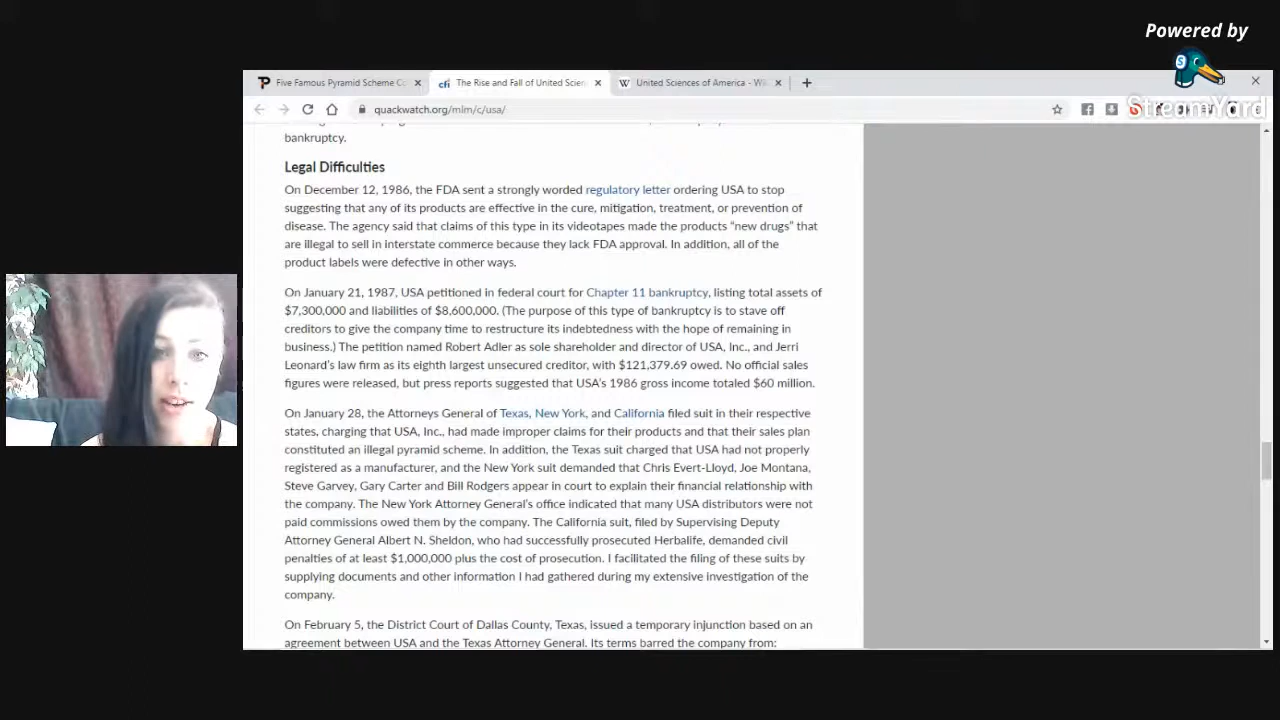 Powered by
StreamYard
Five Famous Pyramid Scheme Co
The Rise and Fall of United Scien
United Sciences of America - Wi
quackwatch.org/mlm/c/usa/
bankruptcy.
Legal Difficulties
On December 12, 1986, the FDA sent a strongly worded regulatory letter ordering USA to stop
suggesting that any of its products are effective in the cure, mitigation, treatment, or prevention of
disease. The agency said that claims of this type in its videotapes made the products “new drugs” that
are illegal to sell in interstate commerce because they lack FDA approval. In addition, all of the
product labels were defective in other ways.
On January 21, 1987, USA petitioned in federal court for Chapter 11 bankruptcy, listing total assets of
$7,300,000 and liabilities of $8,600,000. (The purpose of this type of bankruptcy is to stave off
creditors to give the company time to restructure its indebtedness with the hope of remaining in
business.) The petition named Robert Adler as sole shareholder and director of USA, Inc., and Jerri
Leonard’s law firm as its eighth largest unsecured creditor, with $121,379.69 owed. No official sales
figures were released, but press reports suggested that USA’s 1986 gross income totaled $60 million.
On January 28, the Attorneys General of Texas, New York, and California filed suit in their respective
states, charging that USA, Inc., had made improper claims for their products and that their sales plan
constituted an illegal pyramid scheme. In addition, the Texas suit charged that USA had not properly
registered as a manufacturer, and the New York suit demanded that Chris Evert-Lloyd, Joe Montana,
Steve Garvey, Gary Carter and Bill Rodgers appear in court to explain their financial relationship with
the company. The New York Attorney General’s office indicated that many USA distributors were not
paid commissions owed them by the company. The California suit, filed by Supervising Deputy
Attorney General Albert N. Sheldon, who had successfully prosecuted Herbalife, demanded civil
penalties of at least $1,000,000 plus the cost of prosecution. I facilitated the filing of these suits by
supplying documents and other information I had gathered during my extensive investigation of the
company.
On February 5, the District Court of Dallas County, Texas, issued a temporary injunction based on an
agreement between USA and the Texas Attorney General. Its terms barred the company from: